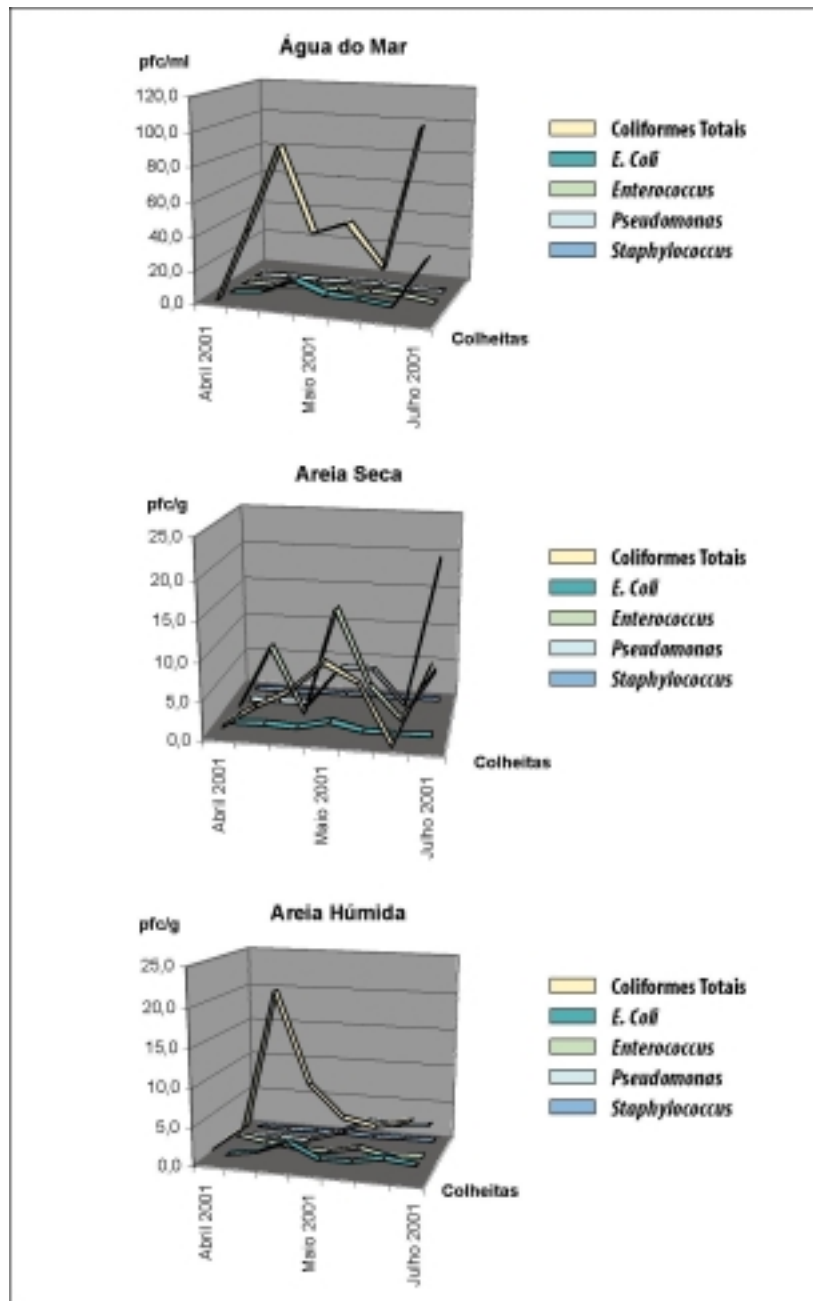 Água do Mar
pfc/ml
120,0
100,0
80,0
60,0
40,0
20,0
0,0
Abril 2001
Maio 2001
Julho 2001
Colheitas
Coliformes Totais
E. Coli
Enterococcus
Pseudomonas
Staphylococcus
Areia Seca
pfc/g
25,0
20,0
15,0
10,0
5,0
0,0
Abril 2001
Maio 2001
Julho 2001
Colheitas
Coliformes Totais
E. Coli
Enterococcus
Pseudomonas
Staphylococcus
Areia Húmida
pfc/g
25,0
20,0
15,0
10,0
5,0
0,0
Abril 2001
Maio 2001
Julho 2001
Colheitas
Coliformes Totais
E. Coli
Enterococcus
Pseudomonas
Staphylococcus